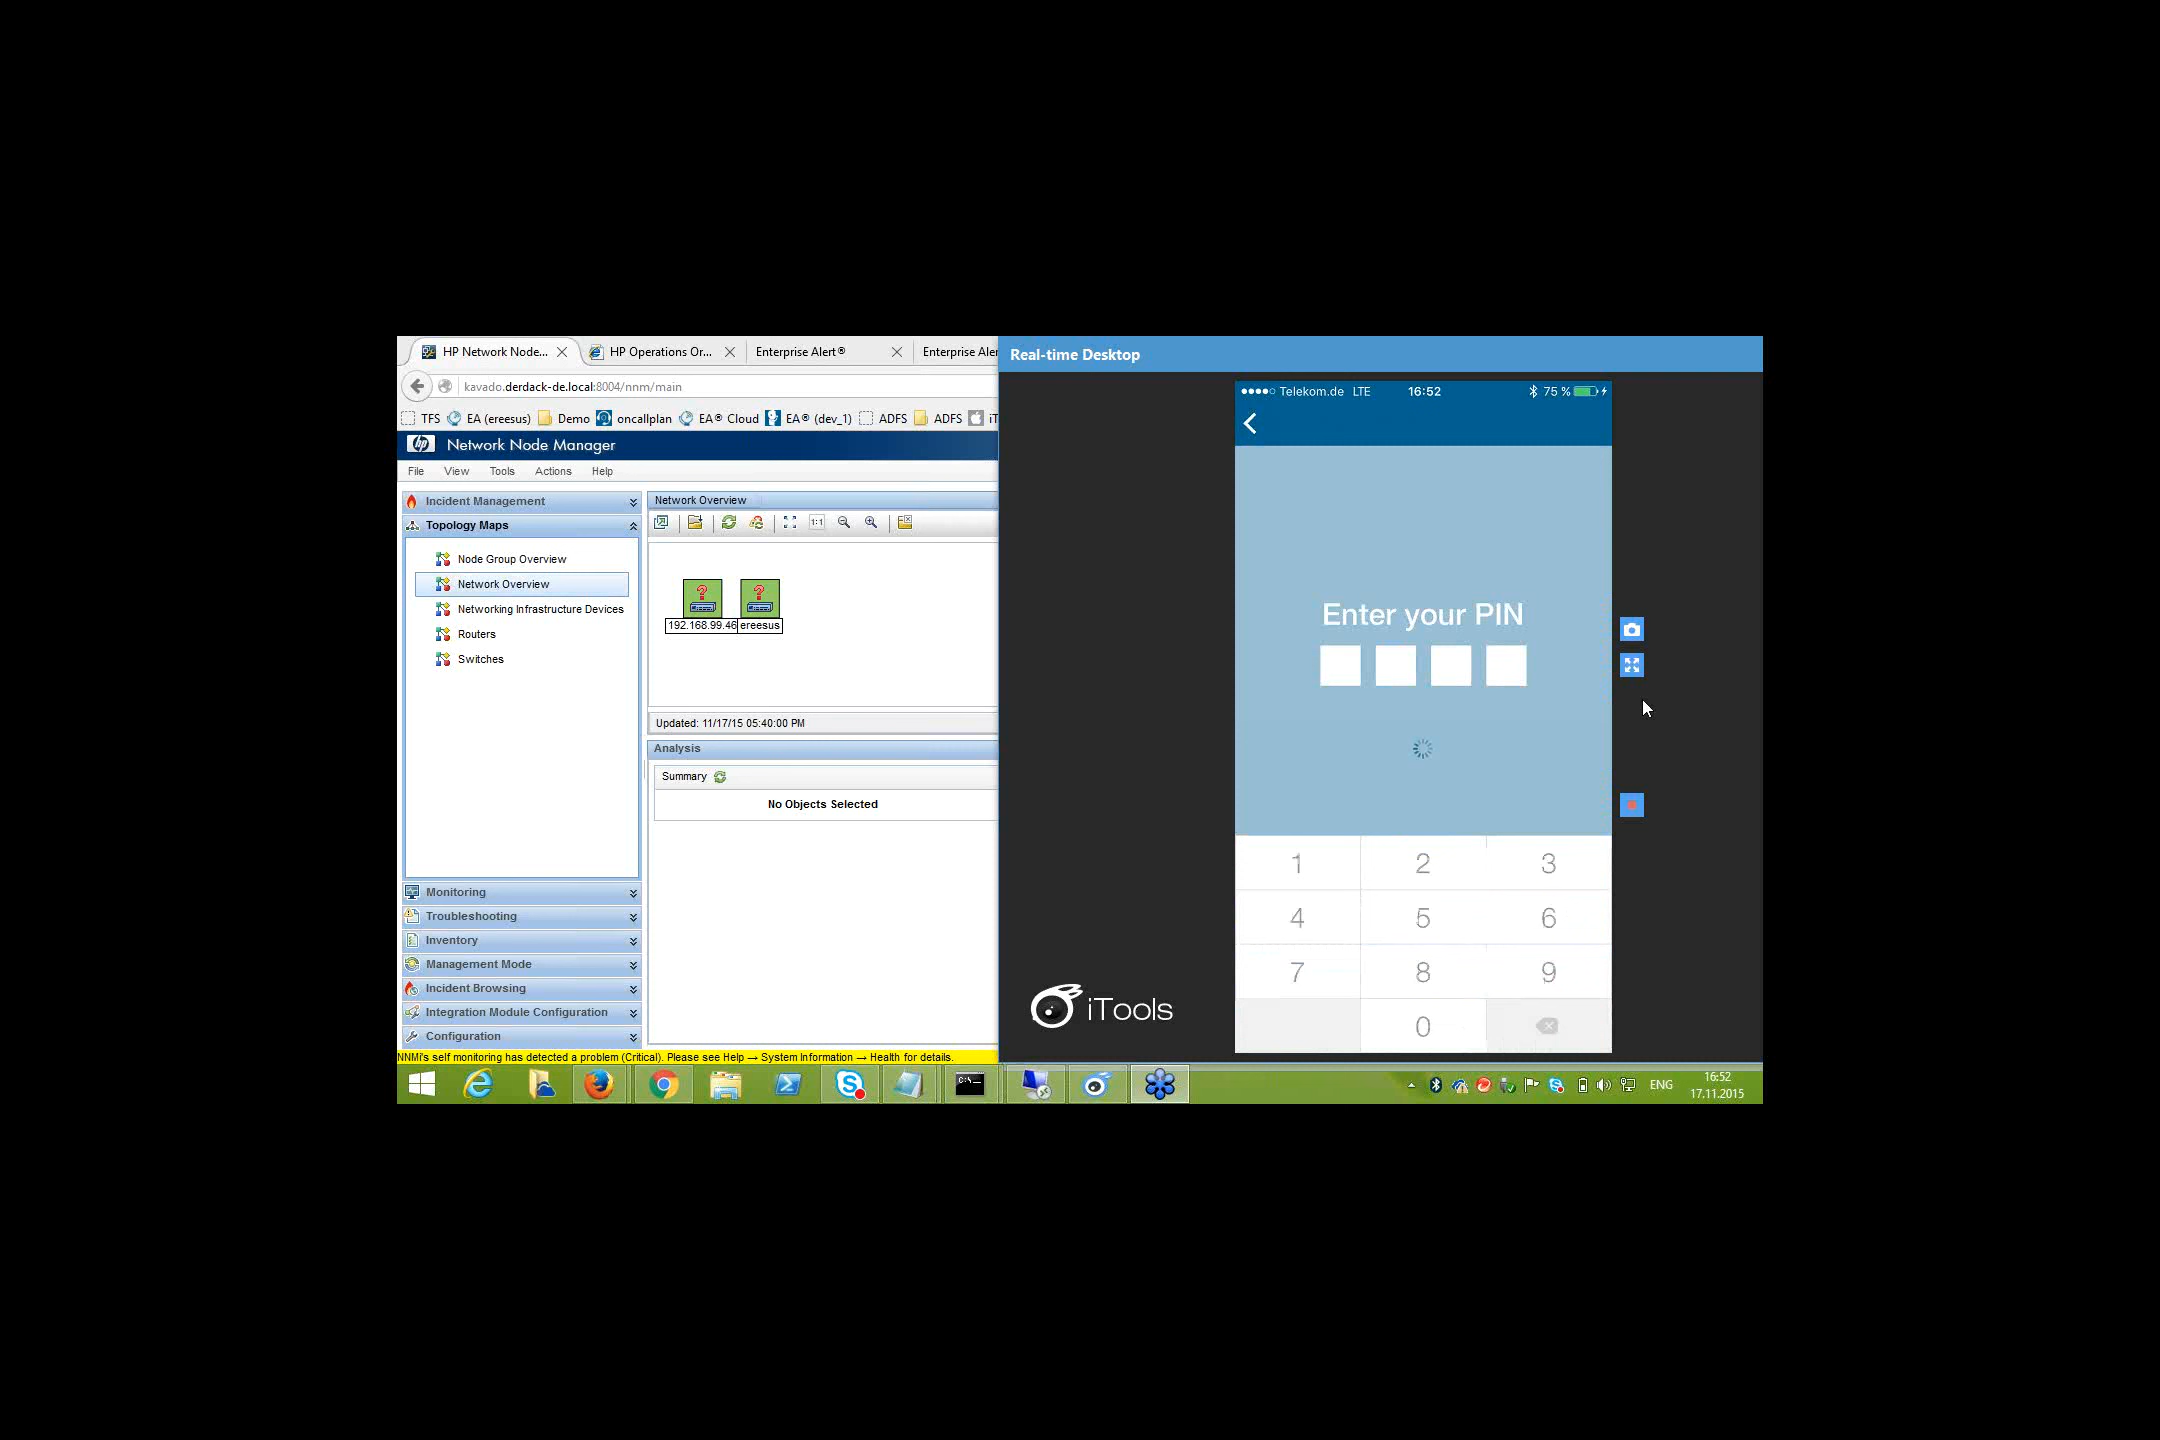 HP Network Node...
HP Operations Or...
Enterprise Alert®
Enterprise Aler
kavado.derdack-de.local:8004/nnm/main
TFS EA (ereesus) Demo oncallplan EA® Cloud EA® (dev_1) ADFS ADFS iT
hp Network Node Manager
File View Tools Actions Help
Incident Management
Topology Maps
Node Group Overview
Network Overview
Networking Infrastructure Devices
Routers
Switches
Monitoring
Troubleshooting
Inventory
Management Mode
Incident Browsing
Integration Module Configuration
Configuration
Network Overview
1:1
192.168.99.46 ereesus
Updated: 11/17/15 05:40:00 PM
Analysis
Summary
No Objects Selected
NNMi's self monitoring has detected a problem (Critical). Please see Help → System Information → Health for details.
Real-time Desktop
Telekom.de LTE 16:52 75 %
Enter your PIN
1 2 3
4 5 6
7 8 9
0
iTools
ENG
16:52
17.11.2015